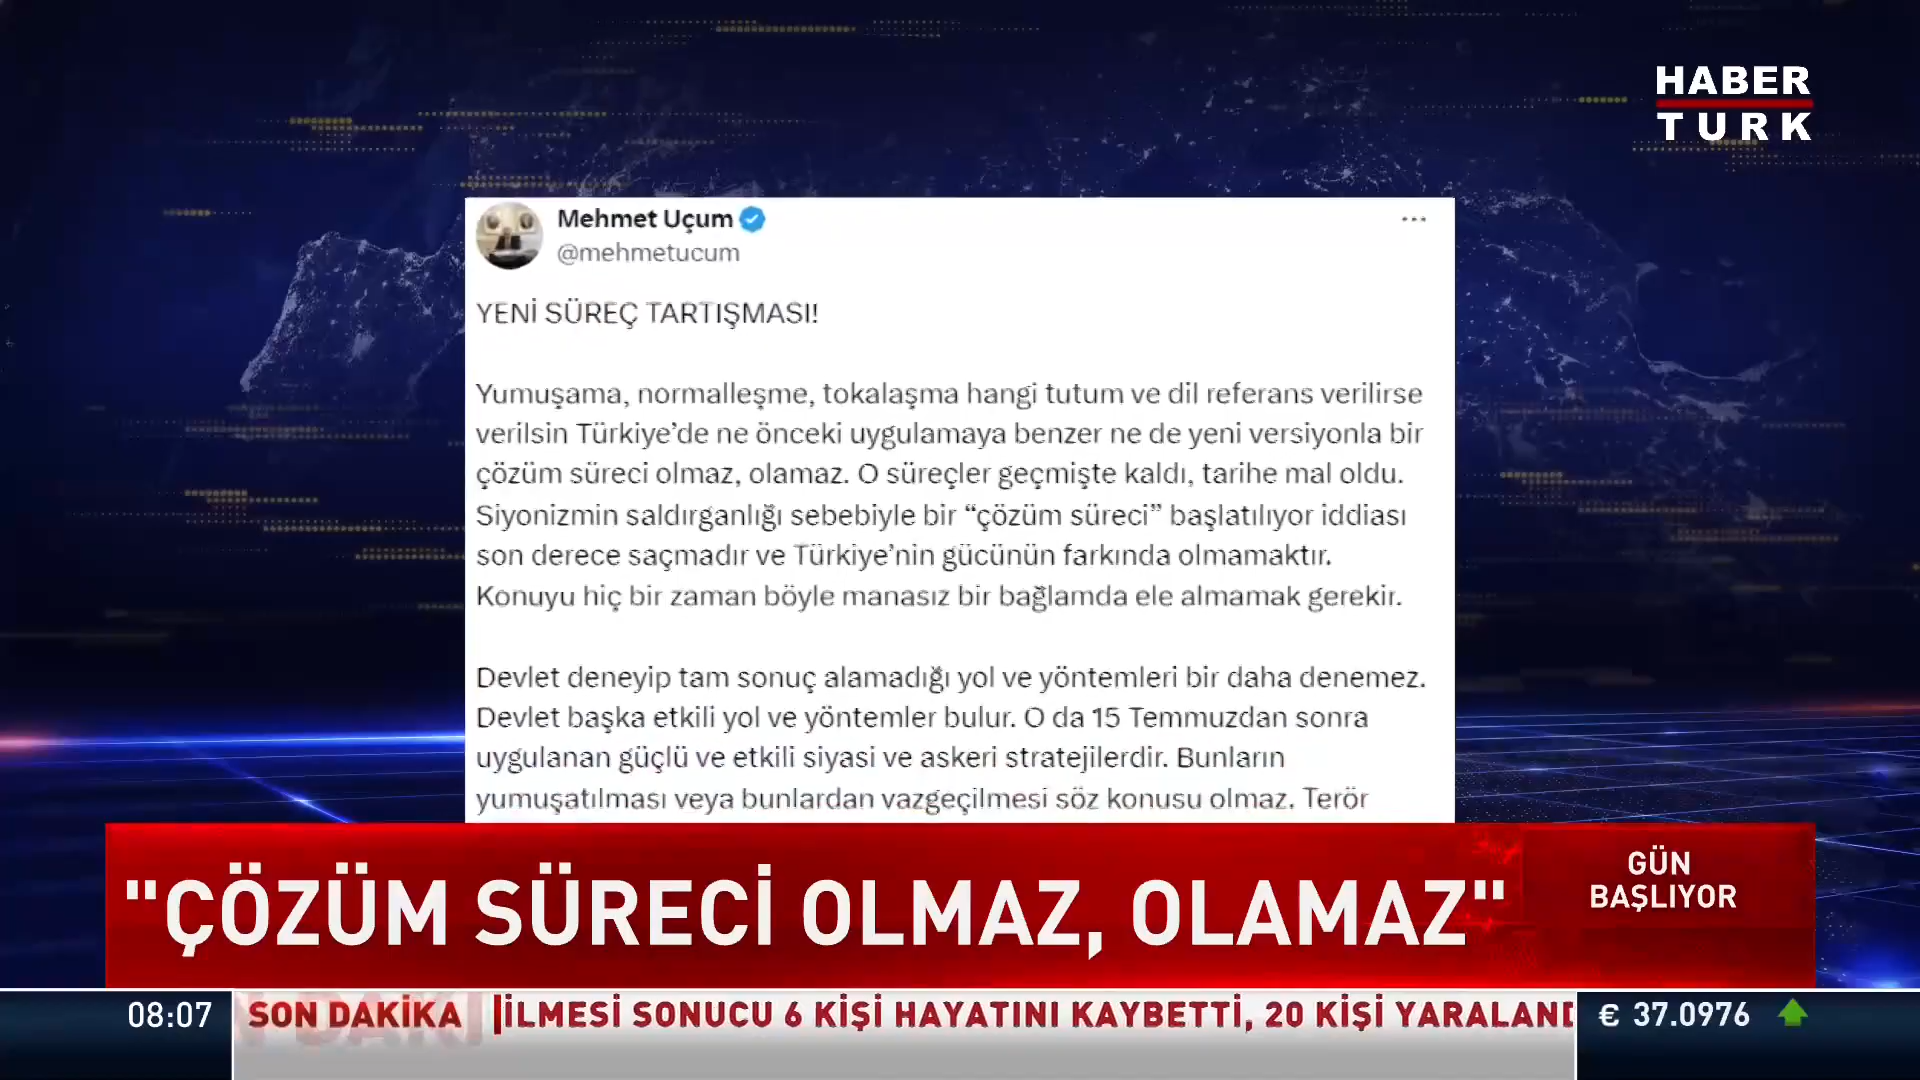 HABER
TURK
Mehmet Uçum
@mehmetucum
YENİ SÜREÇ TARTIŞMASI!
Yumuşama, normalleşme, tokalaşma hangi tutum ve dil referans verilirse
verilsin Türkiye’de ne önceki uygulamaya benzer ne de yeni versiyonla bir
çözüm süreci olmaz, olamaz. O süreçler geçmişte kaldı, tarihe mal oldu.
Siyonizmin saldırganlığı sebebiyle bir “çözüm süreci” başlatılıyor iddiası
son derece saçmadır ve Türkiye’nin gücünün farkında olmamaktır.
Konuyu hiç bir zaman böyle manasız bir bağlamda ele almamak gerekir.
Devlet deneyip tam sonuç alamadığı yol ve yöntemleri bir daha denemez.
Devlet başka etkili yol ve yöntemler bulur. O da 15 Temmuzdan sonra
uygulanan güçlü ve etkili siyasi ve askeri stratejilerdir. Bunların
yumuşatılması veya bunlardan vazgeçilmesi söz konusu olmaz. Terör
"ÇÖZÜM SÜRECİ OLMAZ, OLAMAZ"
GÜN
BAŞLIYOR
08:07
SON DAKİKA
İLMESİ SONUCU 6 KİŞİ HAYATINI KAYBETTİ, 20 KİŞİ YARALAND
€ 37.0976